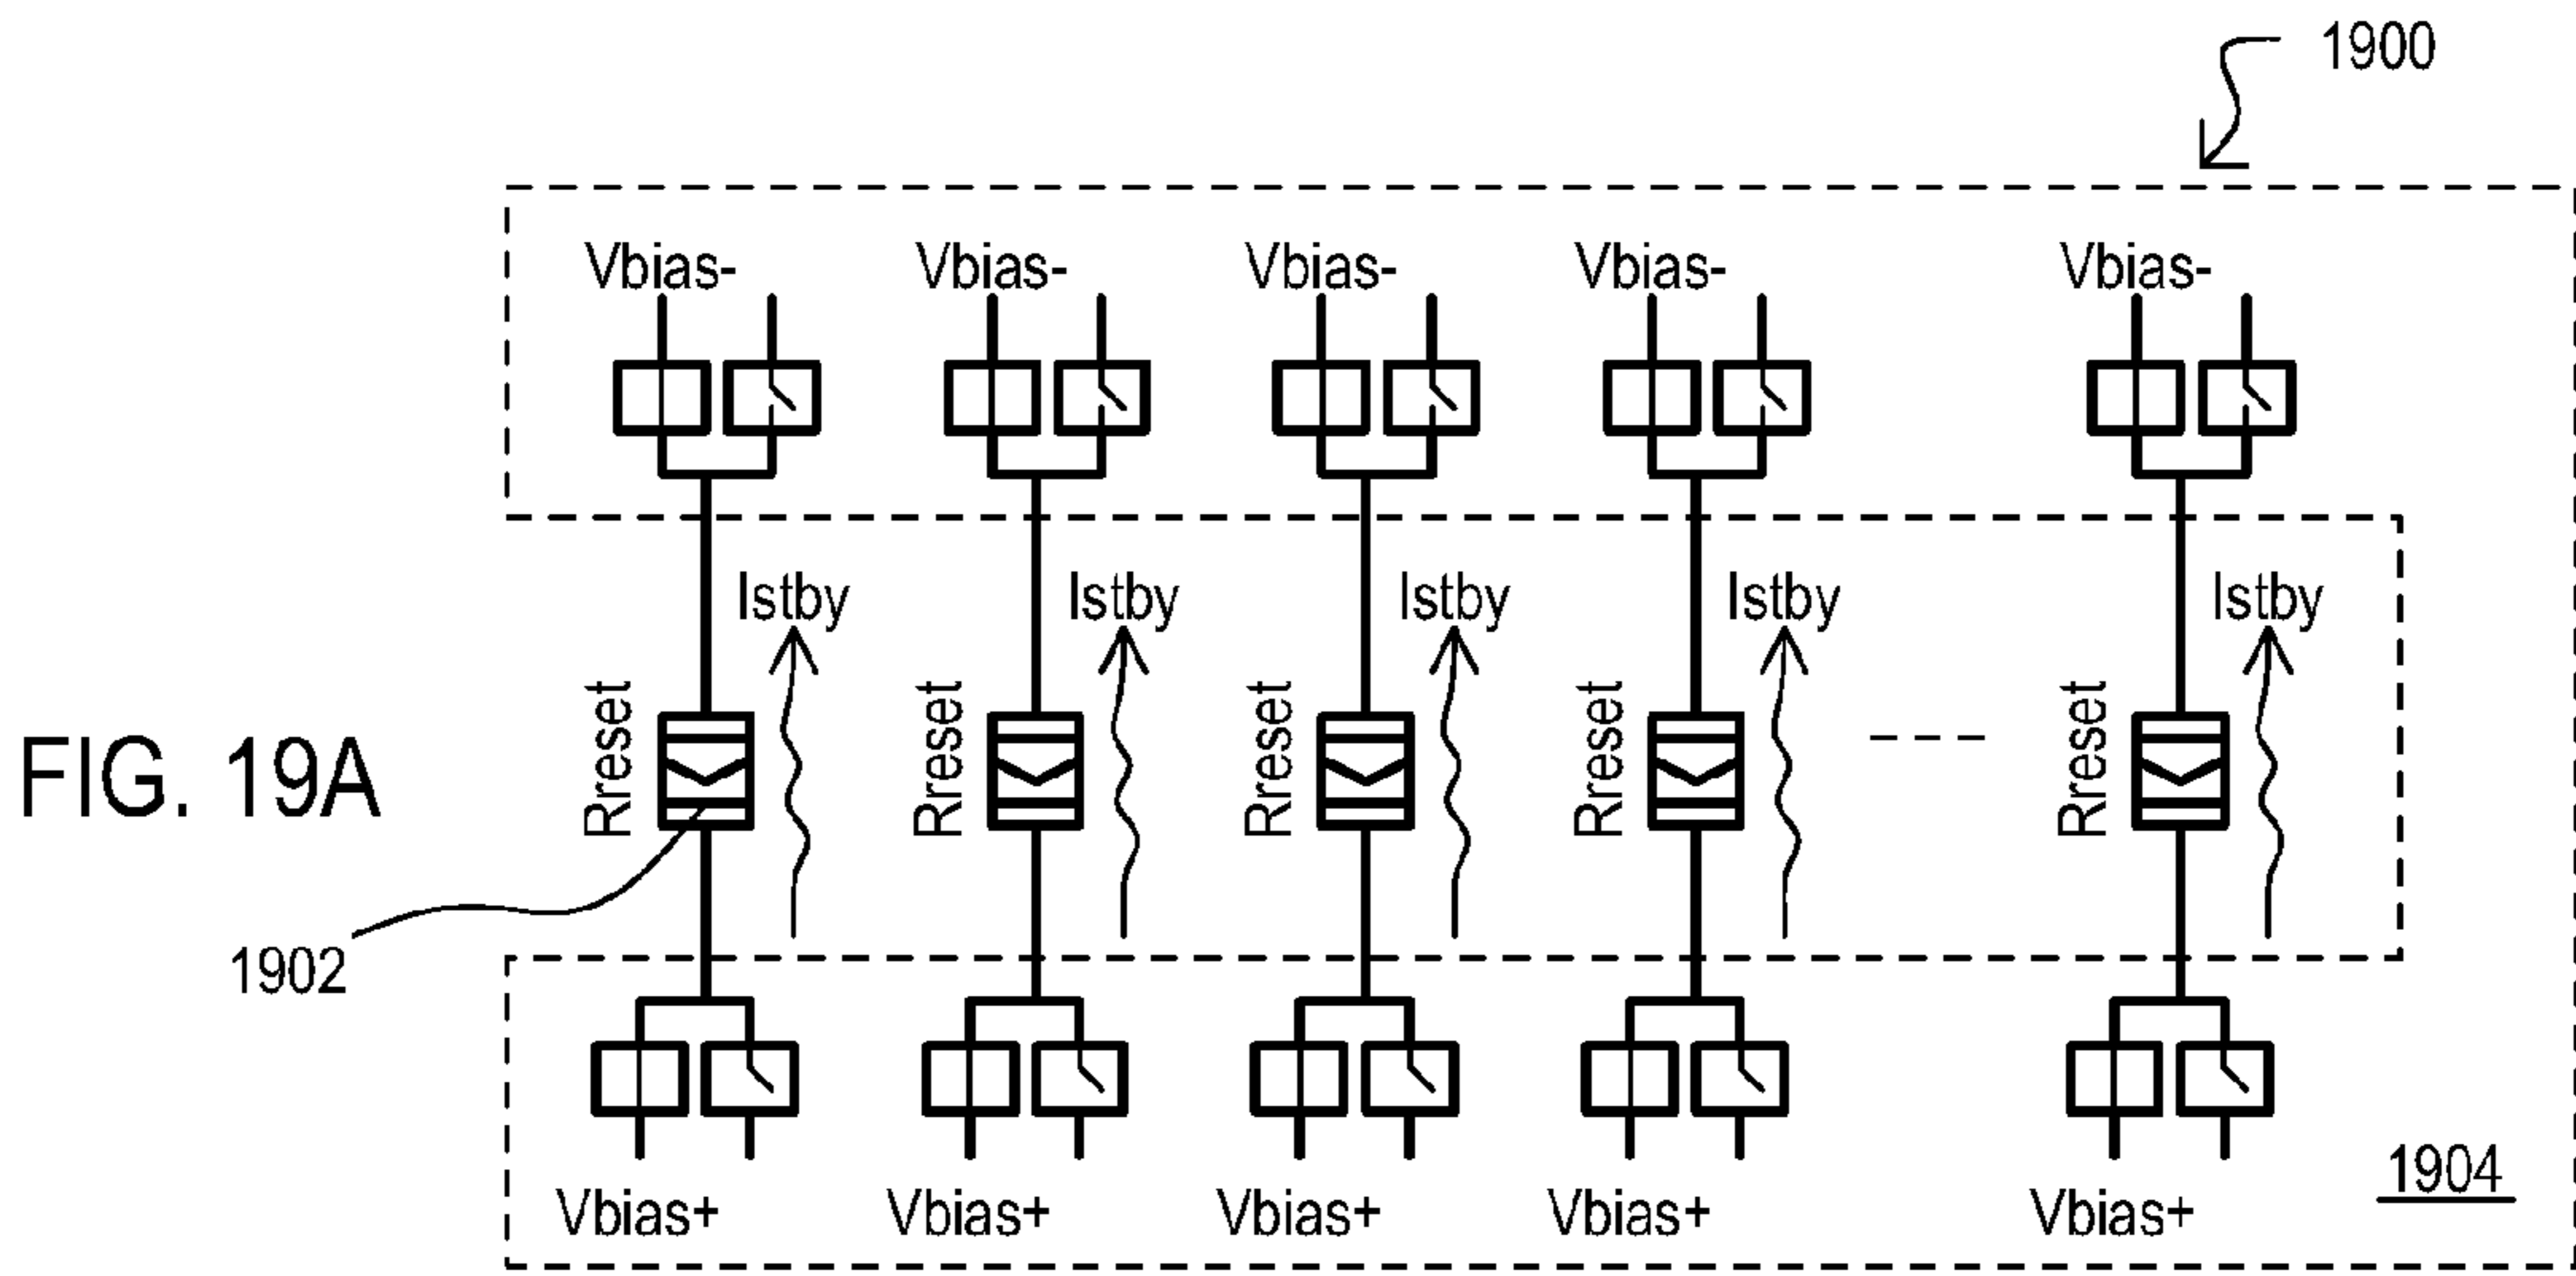 1900
Vbias- Vbias- Vbias- Vbias- Vbias-
Istby Istby Istby Istby Istby
Rreset Rreset Rreset Rreset Rreset
FIG. 19A
1902
1904
Vbias+ Vbias+ Vbias+ Vbias+ Vbias+